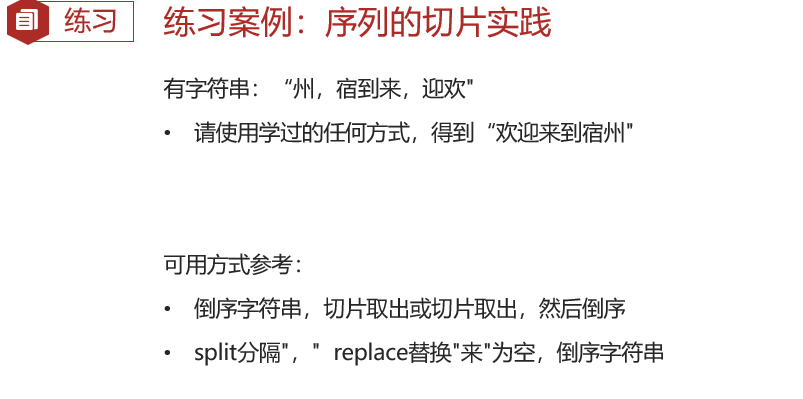 练习
练习案例：序列的切片实践
有字符串：“州，宿到来，迎欢"
• 请使用学过的任何方式，得到“欢迎来到宿州"
可用方式参考：
• 倒序字符串，切片取出或切片取出，然后倒序
• split分隔"，" replace替换"来"为空，倒序字符串